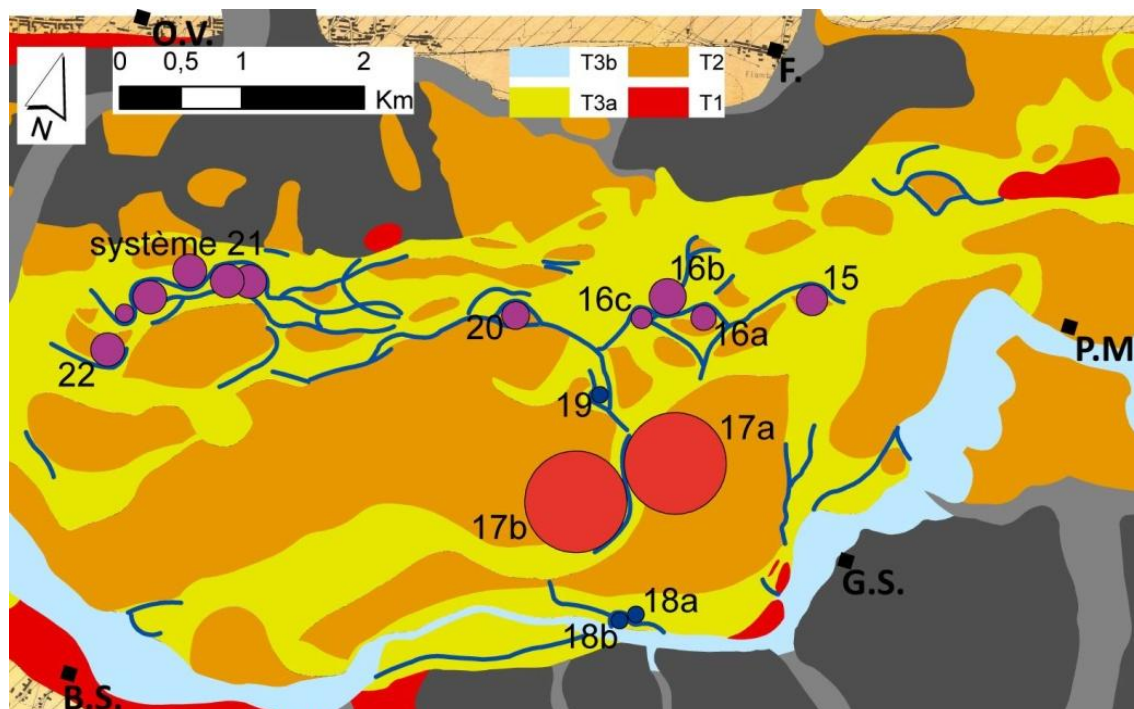 O.V.
F.
Flamb
0 0,5 1 2
Km
N
T3b T2
T3a T1
système 21
16b
15
16c
16a
20
22
P.M
19
17a
17b
G.S.
18a
18b
B.S.